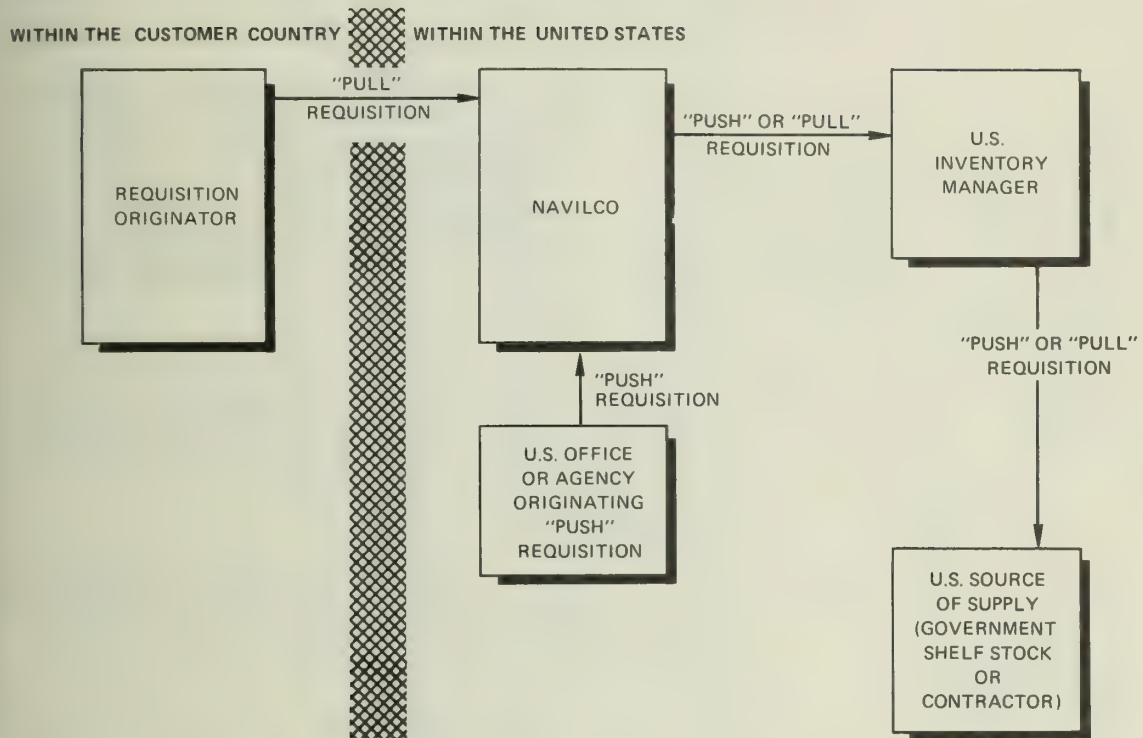 WITHIN THE CUSTOMER COUNTRY
WITHIN THE UNITED STATES
REQUISITION
ORIGINATOR
"PULL"
REQUISITION
NAVILCO
"PUSH" OR "PULL"
REQUISITION
U.S.
INVENTORY
MANAGER
"PUSH"
REQUISITION
U.S. OFFICE
OR AGENCY
ORIGINATING
"PUSH"
REQUISITION
"PUSH" OR "PULL"
REQUISITION
U.S. SOURCE
OF SUPPLY
(GOVERNMENT
SHELF STOCK
OR
CONTRACTOR)